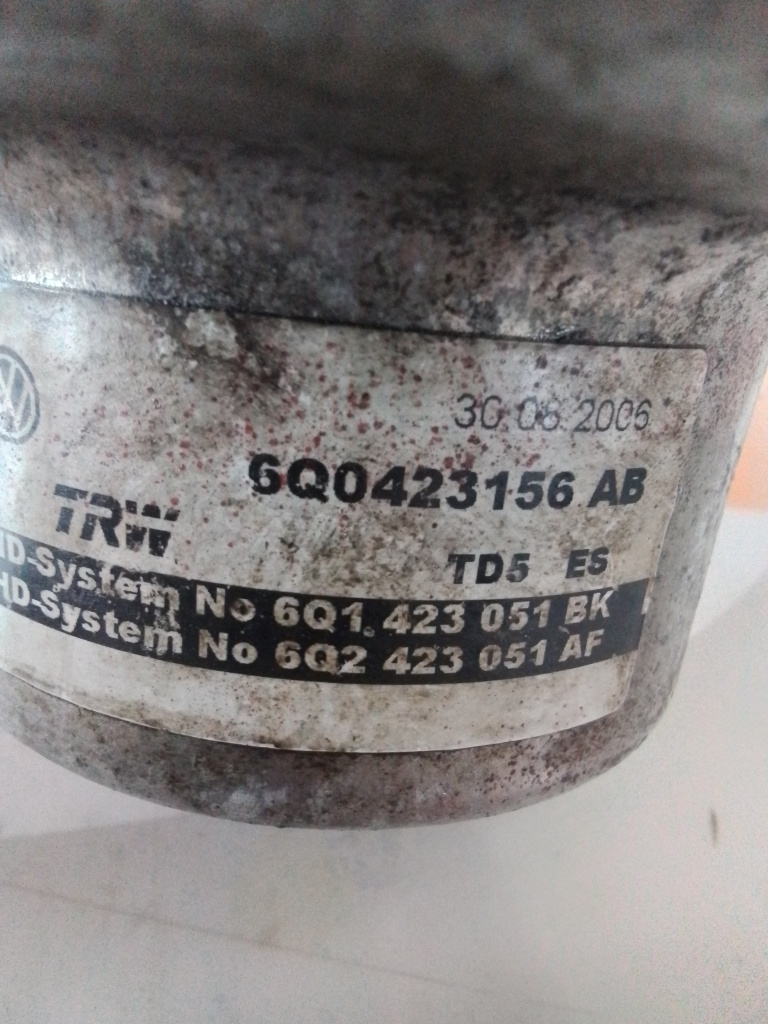 30 06 2006
6Q0423156 AB
TRW
TD5 ES
HD-System No 6Q1 423 051 BK
HD-System No 6Q2 423 051 AF